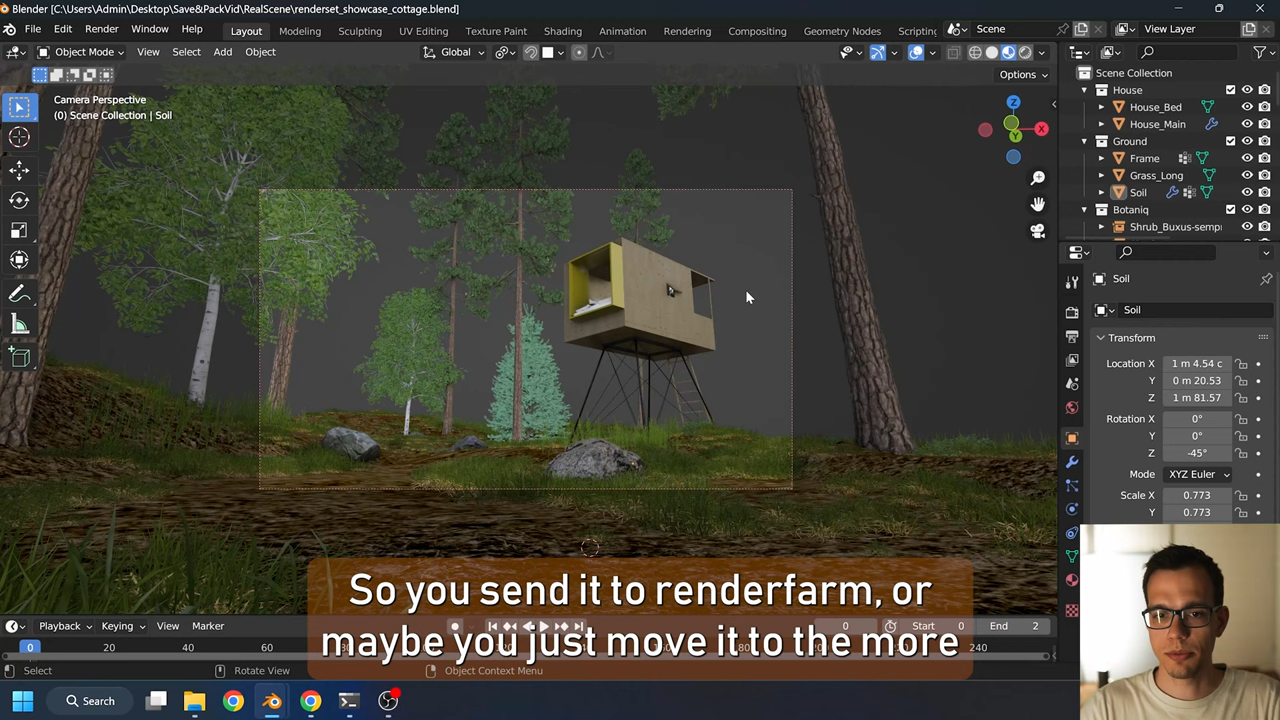 Blender [C:\Users\Admin\Desktop\Save&PackVid\RealScene\renderset_showcase_cottage.blend]
File Edit Render Window Help Layout Modeling Sculpting UV Editing Texture Paint Shading Animation Rendering Compositing Geometry Nodes Scripting Scene View Layer
Object Mode View Select Add Object Global
Options
Camera Perspective
(0) Scene Collection | Soil
Z
X
Y
Scene Collection
House
House_Bed
House_Main
Ground
Frame
Grass_Long
Soil
Botaniq
Shrub_Buxus-sempr
Soil
Soil
Transform
Location X 1 m 4.54 c
Y 0 m 20.53
Z 1 m 81.57
Rotation X 0°
Y 0°
Z -45°
Mode XYZ Euler
Scale X 0.773
Y 0.773
So you send it to renderfarm, or
maybe you just move it to the more
Playback Keying View Marker 0 Start 0 End 2
0 60 240
Select Rotate View Object Context Menu
Search